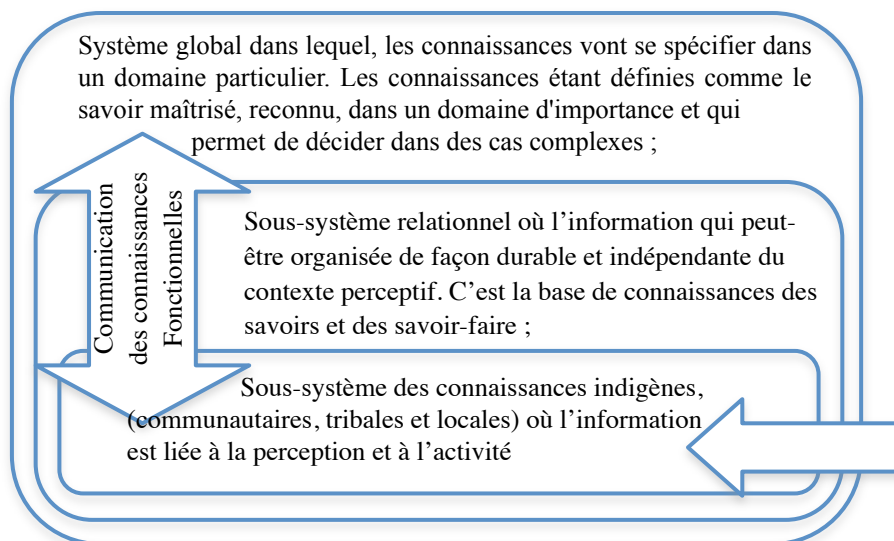 Système global dans lequel, les connaissances vont se spécifier dans
un domaine particulier. Les connaissances étant définies comme le
savoir maîtrisé, reconnu, dans un domaine d'importance et qui
permet de décider dans des cas complexes ;
Communication
des connaissances
Fonctionnelles
Sous-système relationnel où l’information qui peut-
être organisée de façon durable et indépendante du
contexte perceptif. C’est la base de connaissances des
savoirs et des savoir-faire ;
Sous-système des connaissances indigènes,
(communautaires, tribales et locales) où l’information
est liée à la perception et à l’activité